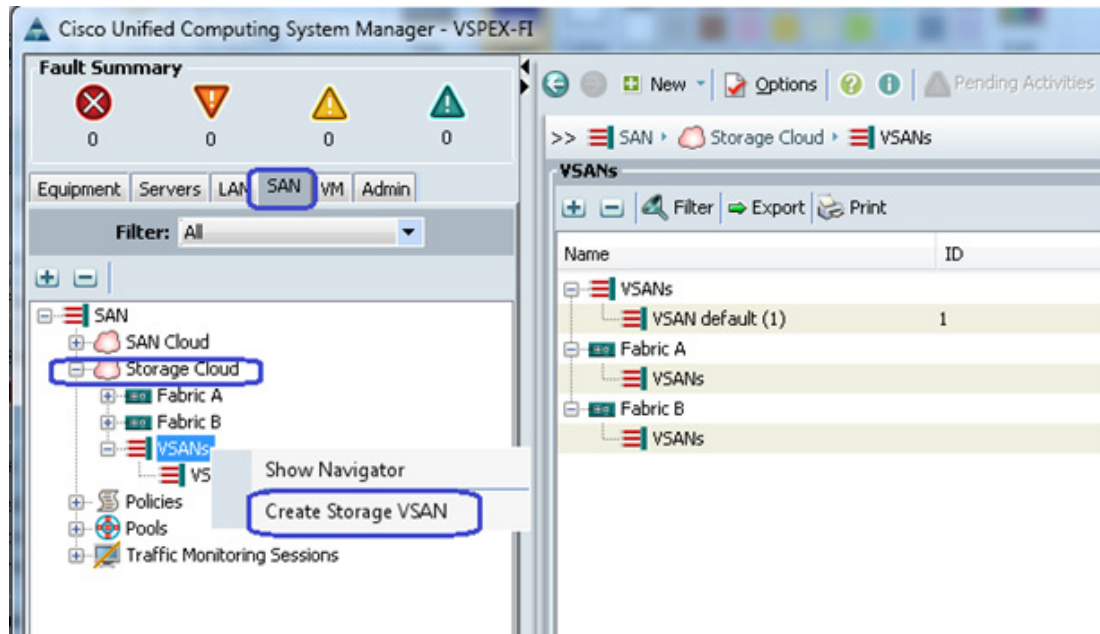 Cisco Unified Computing System Manager - VSPEX-FI
Fault Summary
0 0 0 0
Equipment Servers LAN SAN VM Admin
Filter: All
SAN
SAN Cloud
Storage Cloud
Fabric A
Fabric B
VSANs
VS
Show Navigator
Create Storage VSAN
Policies
Pools
Traffic Monitoring Sessions
New Options Pending Activities
>> SAN Storage Cloud VSANs
VSANs
Filter Export Print
Name ID
VSANs
VSAN default (1) 1
Fabric A
VSANs
Fabric B
VSANs